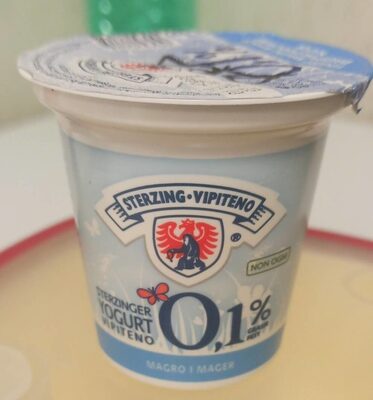 STERZING • VIPITENO
®
NON OGM
STERZINGER
YOGURT
VIPITENO
0,1%
MAGRO I MAGER